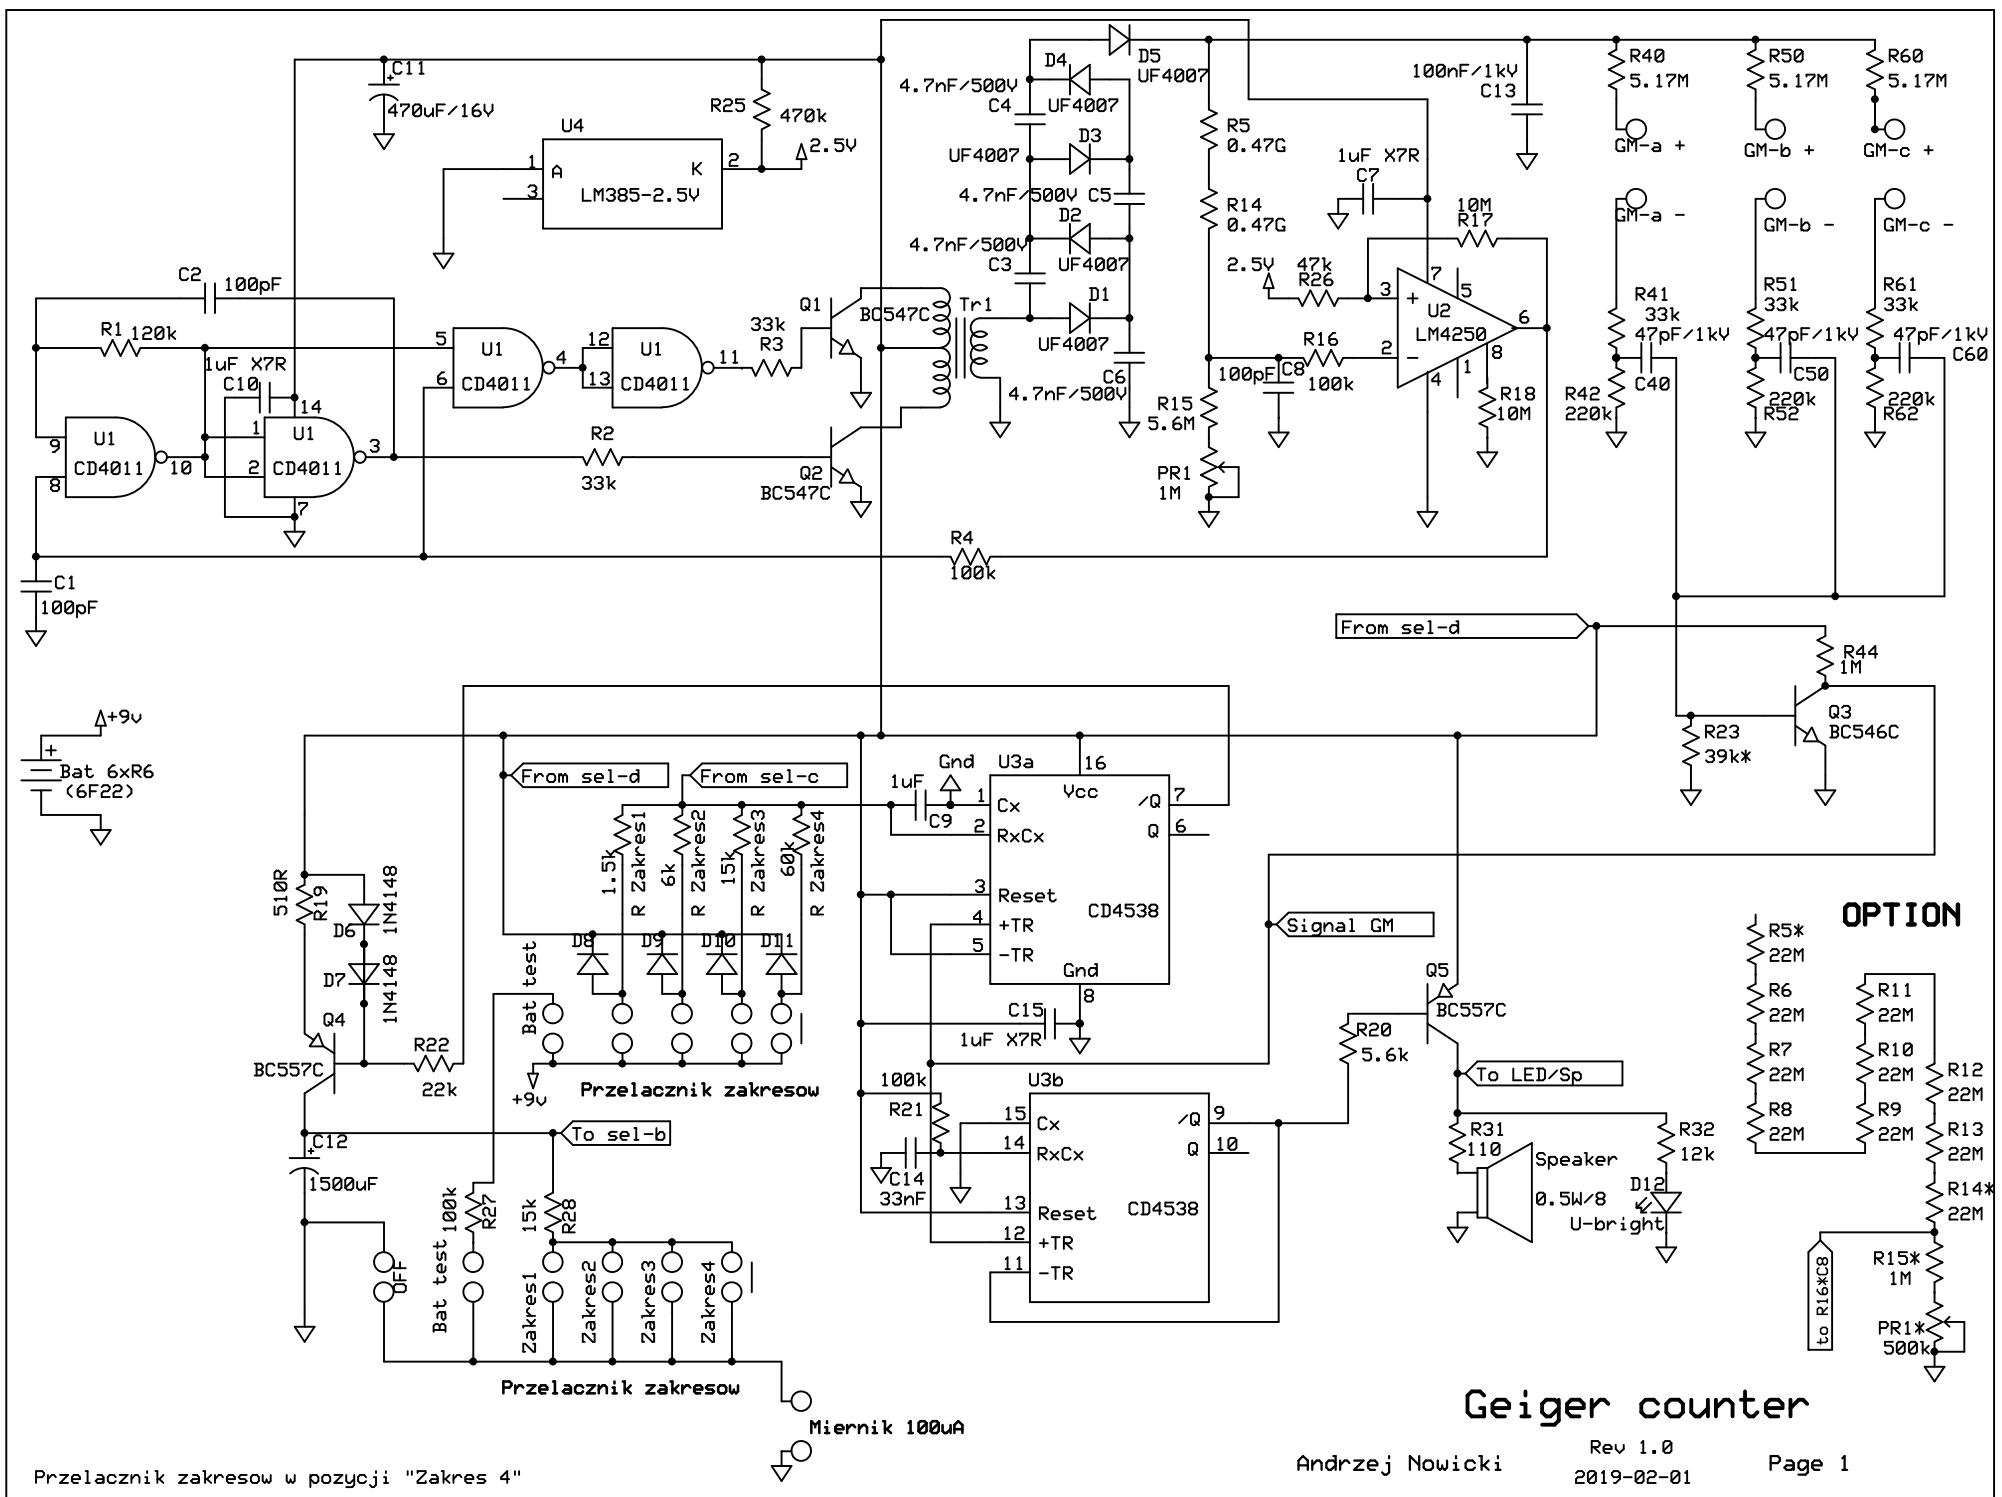 C11
470uF/16V
R25
470k
2.5V
U4
1
A
K
2
3
LM385-2.5V
D4
4.7nF/500V
C4
UF4007
D5
UF4007
D3
UF4007
4.7nF/500V C5
D2
4.7nF/500V
C3
UF4007
D1
UF4007
C6
4.7nF/500V
Tr1
100nF/1kV
C13
R5
0.47G
R14
0.47G
1uF X7R
C7
10M
R17
2.5V
47k
R26
3
+
7
5
U2
LM4250
6
2
-
8
1
4
R16
100k
100pF
C8
R15
5.6M
PR1
1M
R18
10M
R40
5.17M
GM-a +
R50
5.17M
GM-b +
R60
5.17M
GM-c +
GM-a -
GM-b -
GM-c -
R41
33k
47pF/1kV
C40
R42
220k
R51
33k
47pF/1kV
C50
220k
R52
R61
33k
47pF/1kV
C60
220k
R62
C2
100pF
R1
120k
1uF X7R
C10
14
9
U1
CD4011
8
10
1
U1
CD4011
2
3
7
5
U1
CD4011
6
4
12
U1
CD4011
13
11
33k
R3
Q1
BC547C
R2
33k
Q2
BC547C
R4
100k
C1
100pF
From sel-d
R44
1M
Q3
BC546C
R23
39k*
+9v
+
Bat 6xR6
(6F22)
From sel-d
From sel-c
Gnd
1uF
C9
U3a
16
Vcc
1
Cx
2
RxCx
/Q
7
Q
6
3
Reset
4
+TR
5
-TR
CD4538
Gnd
8
C15
1uF X7R
1.5k
R Zakres1
6k
R Zakres2
15k
R Zakres3
60k
R Zakres4
D8
D9
D10
D11
Bat test
+9v
Przelacznik zakresow
510R
R19
D6
1N4148
D7
1N4148
Q4
BC557C
R22
22k
To sel-b
C12
1500uF
100k
R27
15k
R28
OFF
Bat test
Zakres1
Zakres2
Zakres3
Zakres4
Przelacznik zakresow
Miernik 100uA
100k
R21
C14
33nF
U3b
15
Cx
14
RxCx
/Q
9
Q
10
13
Reset
12
+TR
11
-TR
CD4538
Signal GM
R20
5.6k
Q5
BC557C
To LED/Sp
R31
110
Speaker
0.5W/8
R32
12k
D12
U-bright
OPTION
R5*
22M
R6
22M
R7
22M
R8
22M
R11
22M
R10
22M
R9
22M
R12
22M
R13
22M
R14*
22M
R15*
1M
PR1*
500k
to R16*C8
Geiger counter
Rev 1.0
Andrzej Nowicki
2019-02-01
Page 1
Przelacznik zakresow w pozycji "Zakres 4"